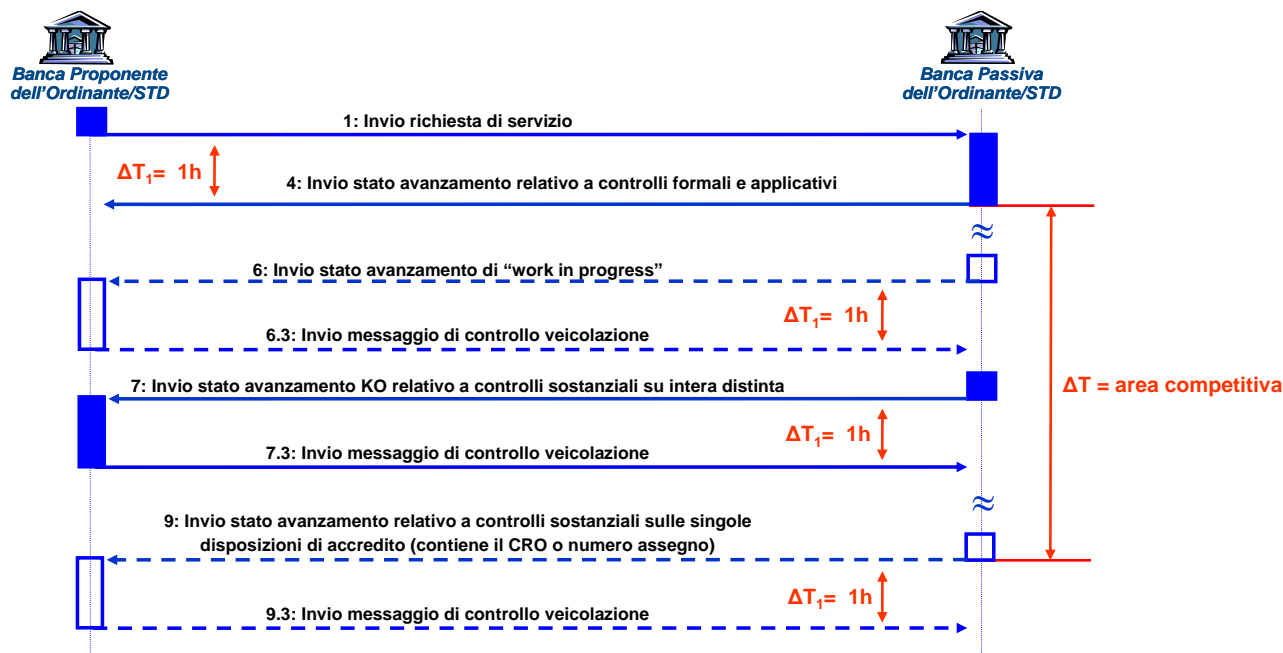 Banca Proponente
dell'Ordinante/STD
Banca Passiva
dell'Ordinante/STD
1: Invio richiesta di servizio
ΔT₁= 1h
4: Invio stato avanzamento relativo a controlli formali e applicativi
≈
6: Invio stato avanzamento di “work in progress”
ΔT₁= 1h
6.3: Invio messaggio di controllo veicolazione
7: Invio stato avanzamento KO relativo a controlli sostanziali su intera distinta
ΔT = area competitiva
ΔT₁= 1h
7.3: Invio messaggio di controllo veicolazione
≈
9: Invio stato avanzamento relativo a controlli sostanziali sulle singole
disposizioni di accredito (contiene il CRO o numero assegno)
ΔT₁= 1h
9.3: Invio messaggio di controllo veicolazione